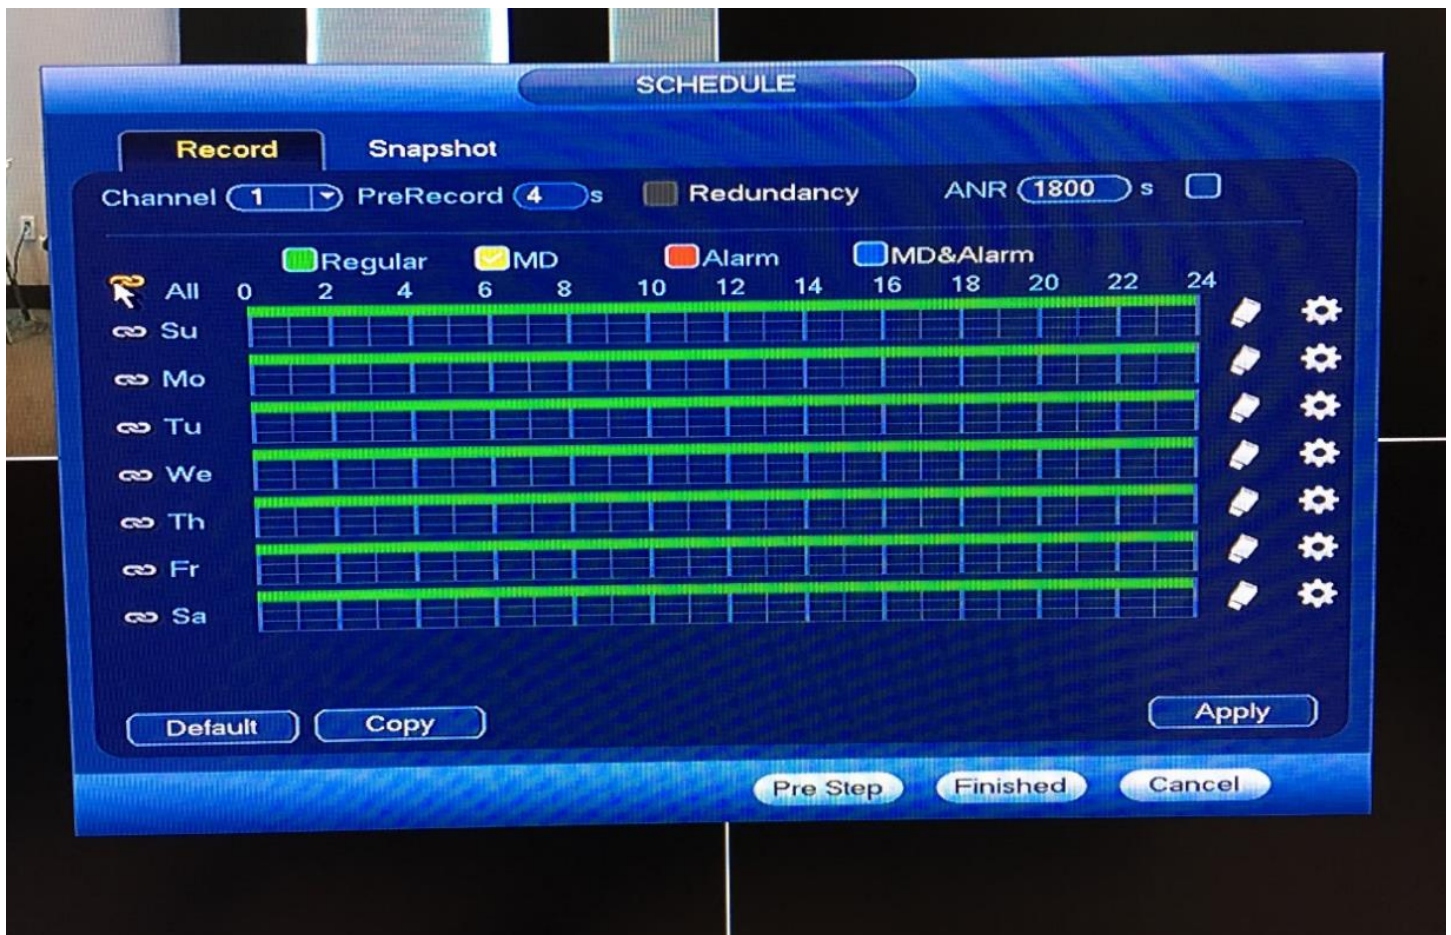 SCHEDULE
Record Snapshot
Channel 1 PreRecord 4 s Redundancy ANR 1800 s
Regular MD Alarm MD&Alarm
All 0 2 4 6 8 10 12 14 16 18 20 22 24
Su
Mo
Tu
We
Th
Fr
Sa
Default Copy Apply
Pre Step Finished Cancel